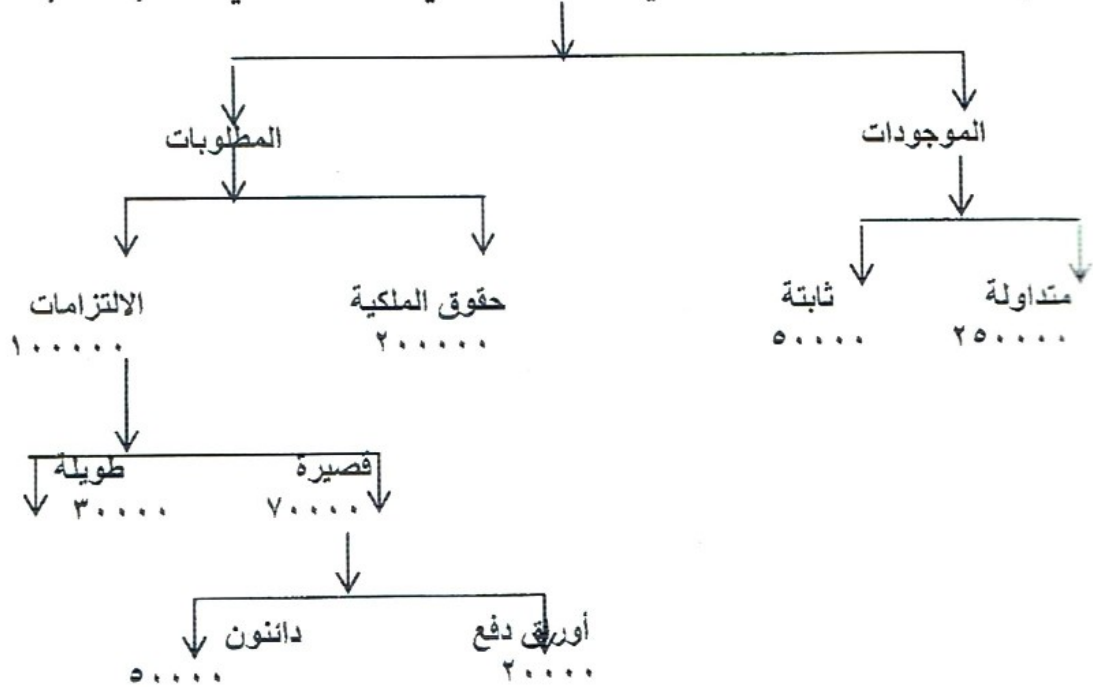 الموجودات
المطلوبات
متداولة
ثابتة
حقوق الملكية
الالتزامات
٢٥٠٠٠٠
٥٠٠٠٠
٢٠٠٠٠٠
١٠٠٠٠٠
قصيرة
طويلة
٧٠٠٠٠
٣٠٠٠٠
أوراق دفع
دائنون
٢٠٠٠٠
٥٠٠٠٠